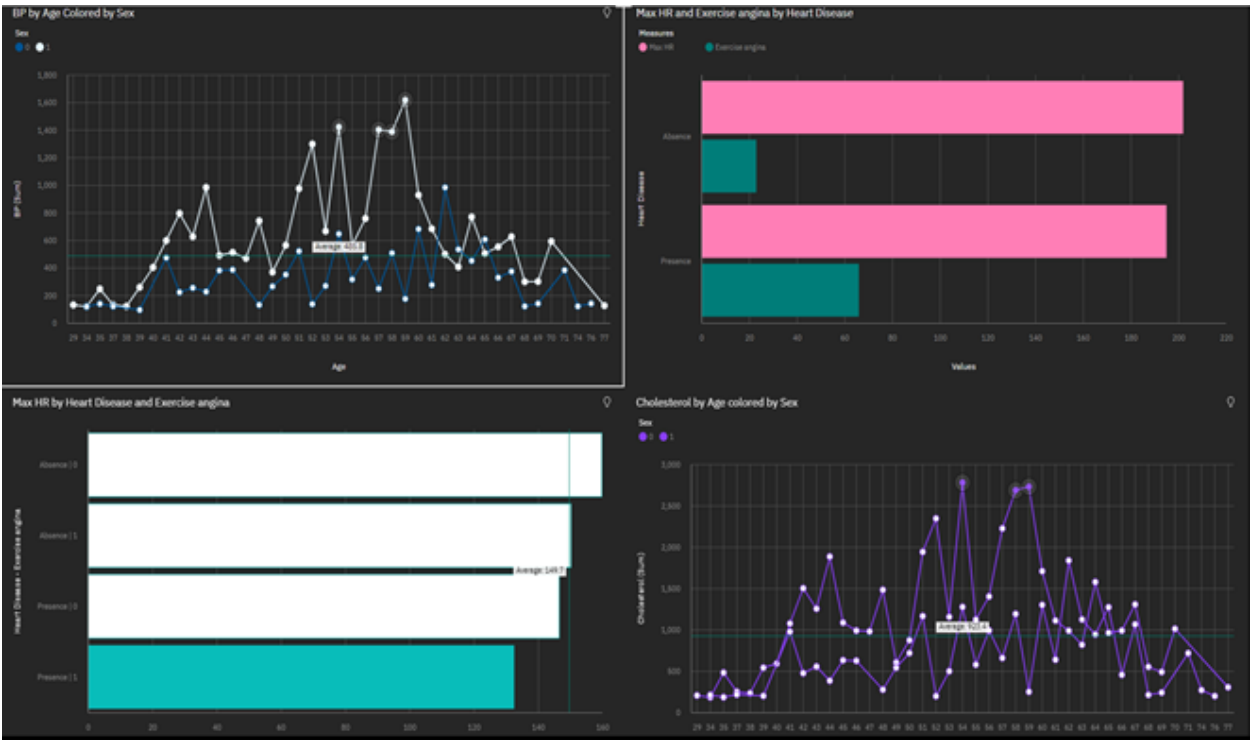 BP by Age Colored by Sex
Sex
0 1
1,800
1,600
1,400
1,200
1,000
800
600
400
200
0
BP (Sum)
29 34 35 37 38 39 40 41 42 43 44 45 46 47 48 49 50 51 52 53 54 55 56 57 58 59 60 61 62 63 64 65 66 67 68 69 70 71 74 76 77
Age
Max HR and Exercise angina by Heart Disease
Measures
Max HR Exercise angina
Absence
Presence
Heart Disease
0 20 40 60 80 100 120 140 160 180 200 220
Values
Max HR by Heart Disease and Exercise angina
Absence | 0
Absence | 1
Average: 149.7
Presence | 0
Presence | 1
Heart Disease - Exercise angina
0 20 40 60 80 100 120 140 160
Cholesterol by Age colored by Sex
Sex
0 1
3,000
2,500
2,000
1,500
1,000
500
0
Average: 923.4
Cholesterol (Sum)
29 34 35 37 38 39 40 41 42 43 44 45 46 47 48 49 50 51 52 53 54 55 56 57 58 59 60 61 62 63 64 65 66 67 68 69 70 71 74 76 77